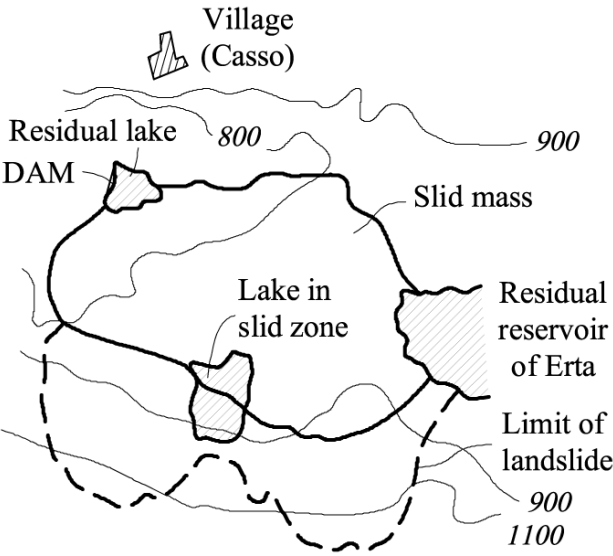 Village
(Casso)
Residual lake
800
900
DAM
Slid mass
Lake in
slid zone
Residual
reservoir
of Erta
Limit of
landslide
900
1100